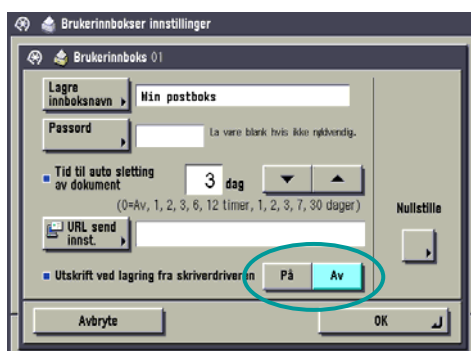 Brukerinnbokser innstillinger
Brukerinnboks 01
Lagre
innboksnavn
Min postboks
Passord
La være blank hvis ikke nødvendig.
Tid til auto sletting
av dokument
3 dag
(0=Av, 1, 2, 3, 6, 12 timer, 1, 2, 3, 7, 30 dager)
Nullstille
URL send
innst.
Utskrift ved lagring fra skriverdriveren
På
Av
Avbryte
OK